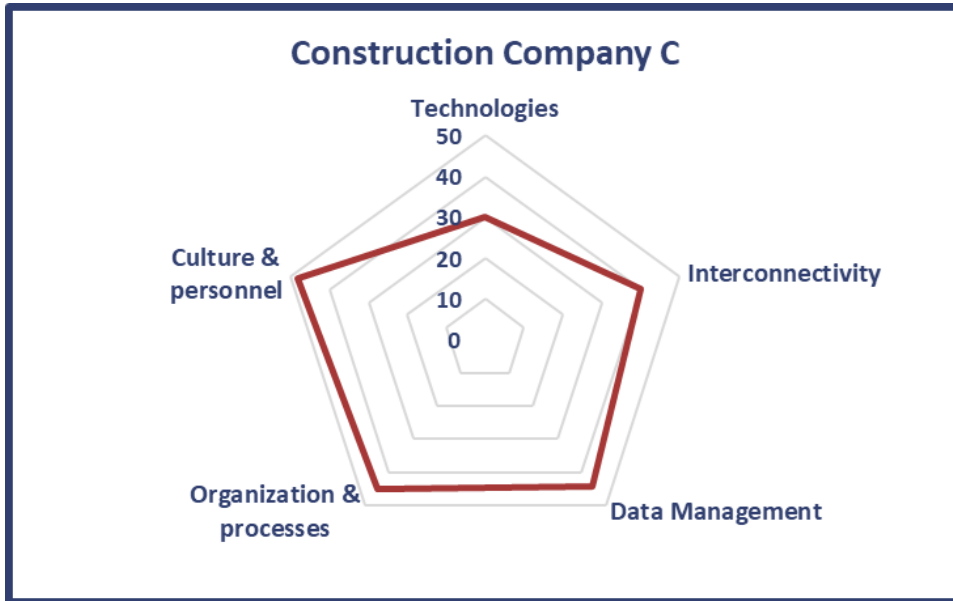 Construction Company C
Technologies
50
40
30
20
10
0
Culture &
personnel
Interconnectivity
Organization &
processes
Data Management